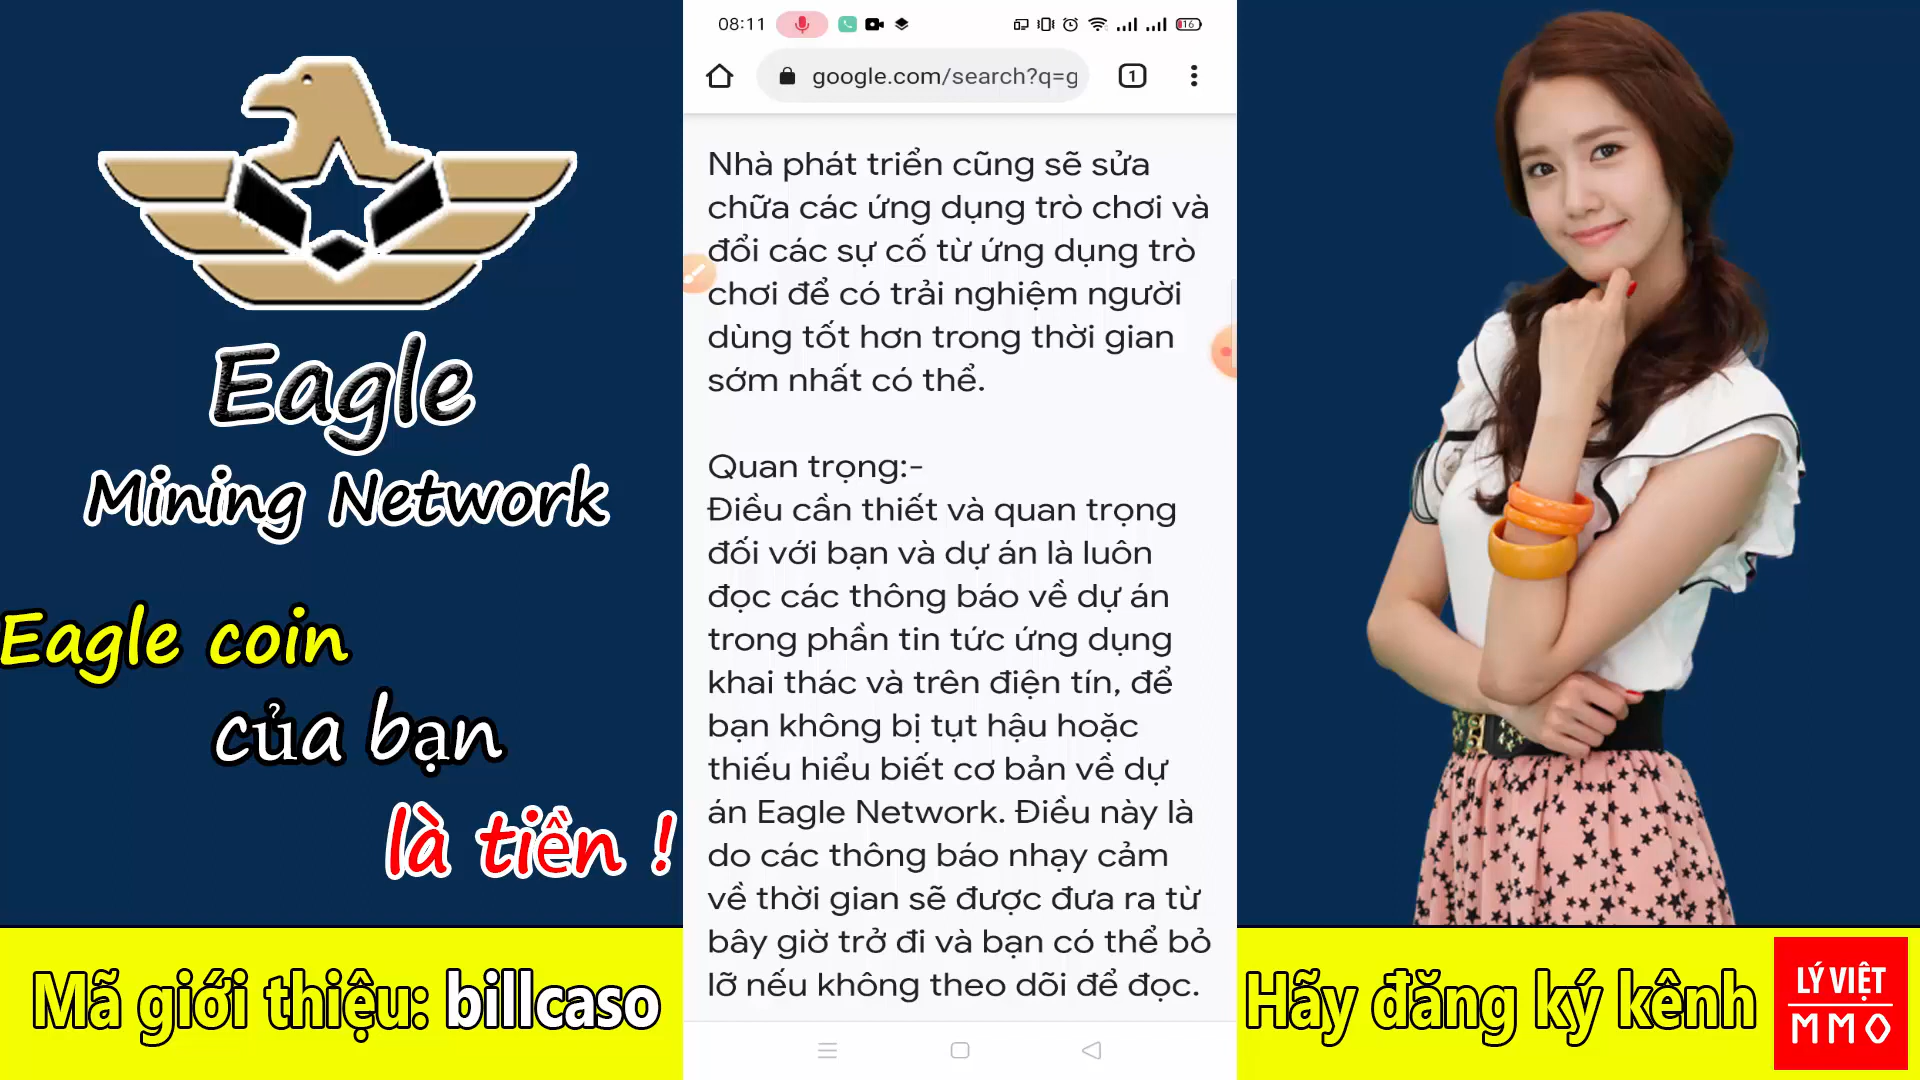 Eagle
Mining Network
Eagle coin
của bạn
là tiền !
Mã giới thiệu: billcaso
08:11
16
google.com/search?q=g
1
Nhà phát triển cũng sẽ sửa
chữa các ứng dụng trò chơi và
đổi các sự cố từ ứng dụng trò
chơi để có trải nghiệm người
dùng tốt hơn trong thời gian
sớm nhất có thể.
Quan trọng:-
Điều cần thiết và quan trọng
đối với bạn và dự án là luôn
đọc các thông báo về dự án
trong phần tin tức ứng dụng
khai thác và trên điện tín, để
bạn không bị tụt hậu hoặc
thiếu hiểu biết cơ bản về dự
án Eagle Network. Điều này là
do các thông báo nhạy cảm
về thời gian sẽ được đưa ra từ
bây giờ trở đi và bạn có thể bỏ
lỡ nếu không theo dõi để đọc.
Hãy đăng ký kênh
LÝ VIỆT
MMO